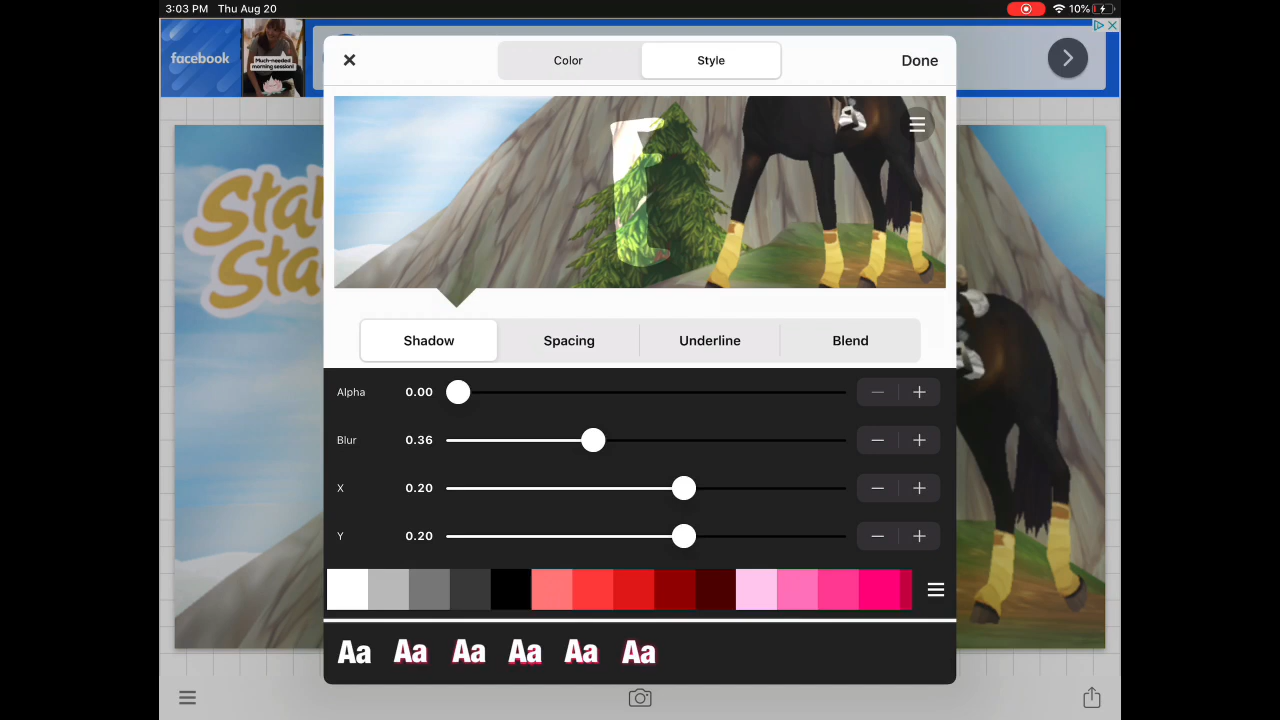 3:03 PM Thu Aug 20
10%
facebook
Much-needed
morning session!
Color
Style
Done
Sta
Sta
Shadow
Spacing
Underline
Blend
Alpha 0.00
Blur 0.36
X 0.20
Y 0.20
Aa Aa Aa Aa Aa Aa